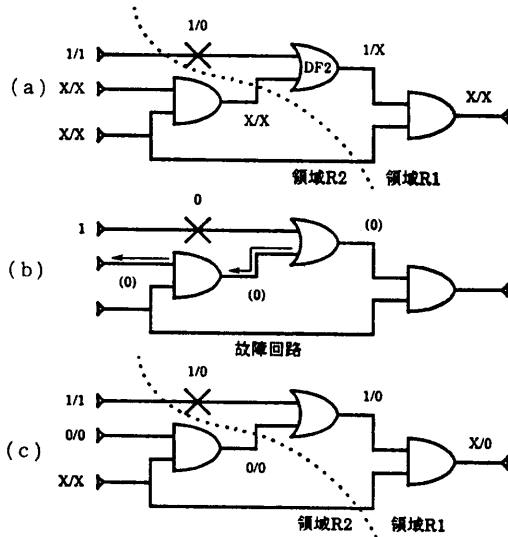 1/0
1/1
1/X
DF2
(a)
X/X
X/X
X/X
X/X
領域R2
領域R1
0
1
(0)
(b)
(0)
(0)
故障回路
1/0
1/1
1/0
0/0
(c)
X/0
0/0
X/X
領域R2
領域R1